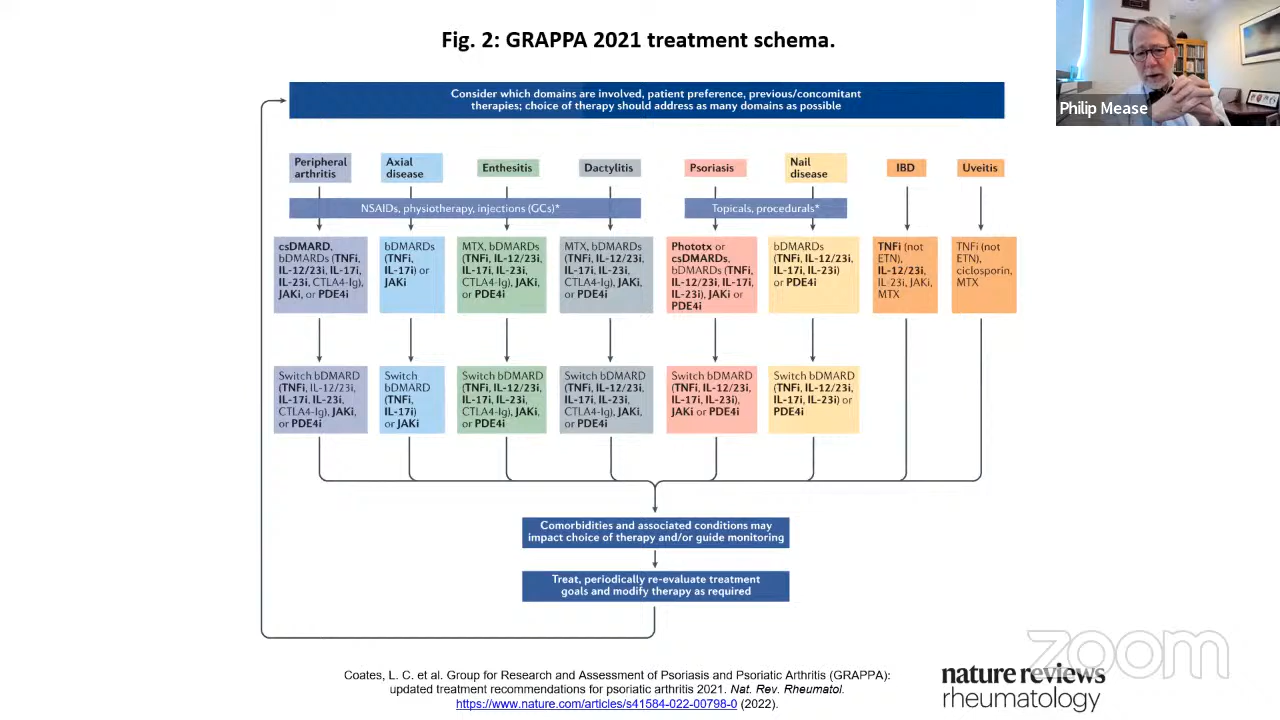 Fig. 2: GRAPPA 2021 treatment schema.
Philip Mease
Consider which domains are involved, patient preference, previous/concomitant
therapies; choice of therapy should address as many domains as possible
Peripheral
arthritis
Axial
disease
Enthesitis
Dactylitis
Psoriasis
Nail
disease
IBD
Uveitis
NSAIDs, physiotherapy, injections (GCs)*
Topicals, procedurals*
csDMARD,
bDMARDs (TNFi,
IL-12/23i, IL-17i,
IL-23i, CTLA4-Ig),
JAKi, or PDE4i
bDMARDs
(TNFi,
IL-17i) or
JAKi
MTX, bDMARDs
(TNFi, IL-12/23i,
IL-17i, IL-23i,
CTLA4-Ig), JAKi,
or PDE4i
MTX, bDMARDs
(TNFi, IL-12/23i,
IL-17i, IL-23i,
CTLA4-Ig), JAKi,
or PDE4i
Phototx or
csDMARDs,
bDMARDs (TNFi,
IL-12/23i, IL-17i,
IL-23i), JAKi or
PDE4i
bDMARDs
(TNFi, IL-12/23i,
IL-17i, IL-23i)
or PDE4i
TNFi (not
ETN),
IL-12/23i,
IL-23i, JAKi,
MTX
TNFi (not
ETN),
ciclosporin,
MTX
Switch bDMARD
(TNFi, IL-12/23i,
IL-17i, IL-23i,
CTLA4-Ig), JAKi,
or PDE4i
Switch
bDMARD
(TNFi,
IL-17i)
or JAKi
Switch bDMARD
(TNFi, IL-12/23i,
IL-17i, IL-23i,
CTLA4-Ig), JAKi,
or PDE4i
Switch bDMARD
(TNFi, IL-12/23i,
IL-17i, IL-23i,
CTLA4-Ig), JAKi,
or PDE4i
Switch bDMARD
(TNFi, IL-12/23i,
IL-17i, IL-23i),
JAKi or PDE4i
Switch bDMARD
(TNFi, IL-12/23i,
IL-17i, IL-23i) or
PDE4i
Comorbidities and associated conditions may
impact choice of therapy and/or guide monitoring
Treat, periodically re-evaluate treatment
goals and modify therapy as required
Coates, L. C. et al. Group for Research and Assessment of Psoriasis and Psoriatic Arthritis (GRAPPA):
updated treatment recommendations for psoriatic arthritis 2021. Nat. Rev. Rheumatol.
https://www.nature.com/articles/s41584-022-00798-0 (2022).
zoom
nature reviews
rheumatology